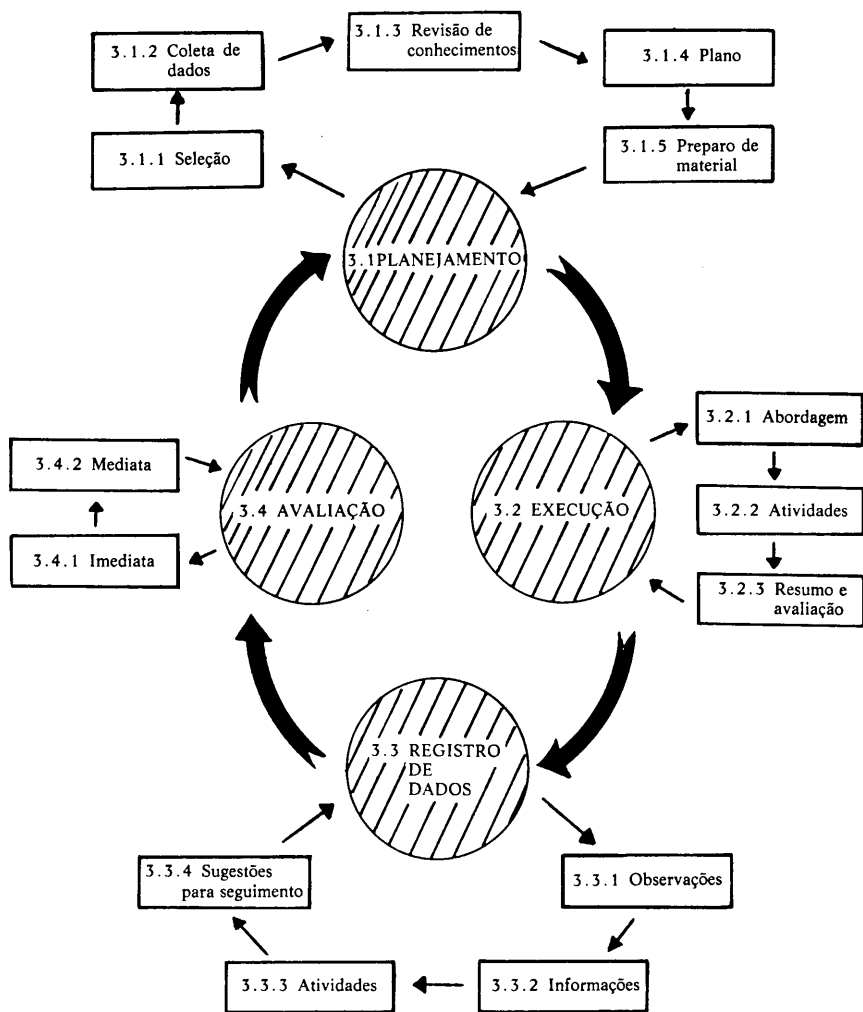 3.1.3 Revisão de
conhecimentos
3.1.2 Coleta de
dados
3.1.4 Plano
3.1.1 Seleção
3.1.5 Preparo de
material
3.1PLANEJAMENTO
3.2.1 Abordagem
3.4.2 Mediata
3.4 AVALIAÇÃO
3.2 EXECUÇÃO
3.2.2 Atividades
3.4.1 Imediata
3.2.3 Resumo e
avaliação
3.3 REGISTRO
DE
DADOS
3.3.4 Sugestões
para seguimento
3.3.1 Observações
3.3.3 Atividades
3.3.2 Informações